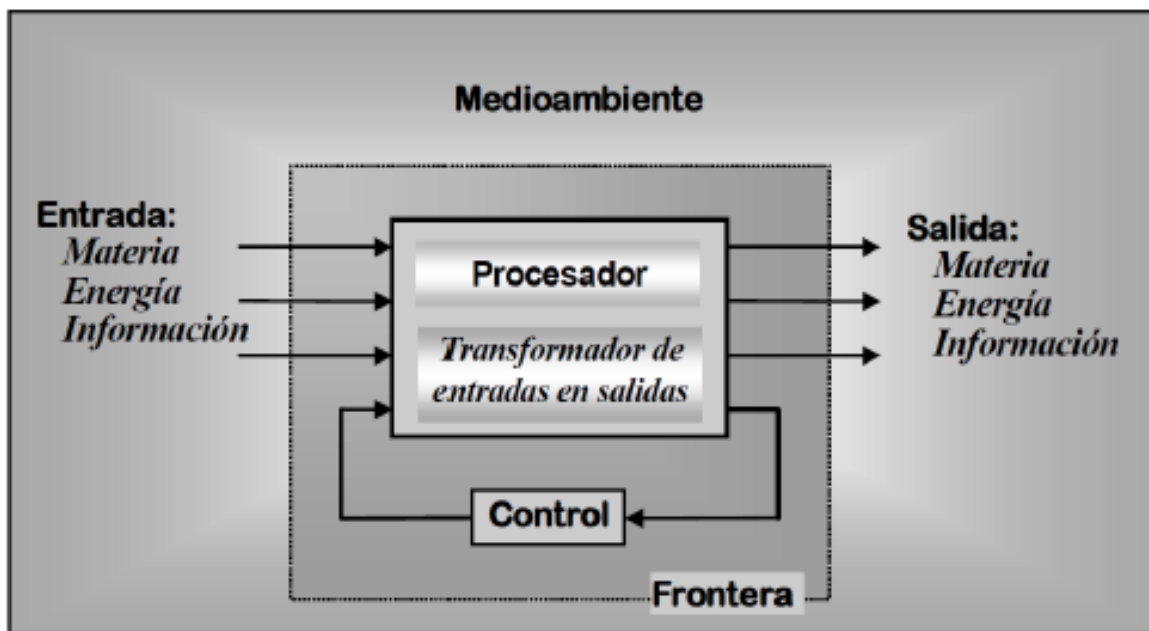 Medioambiente
Entrada:
Materia
Energía
Información
Procesador
Transformador de
entradas en salidas
Salida:
Materia
Energía
Información
Control
Frontera